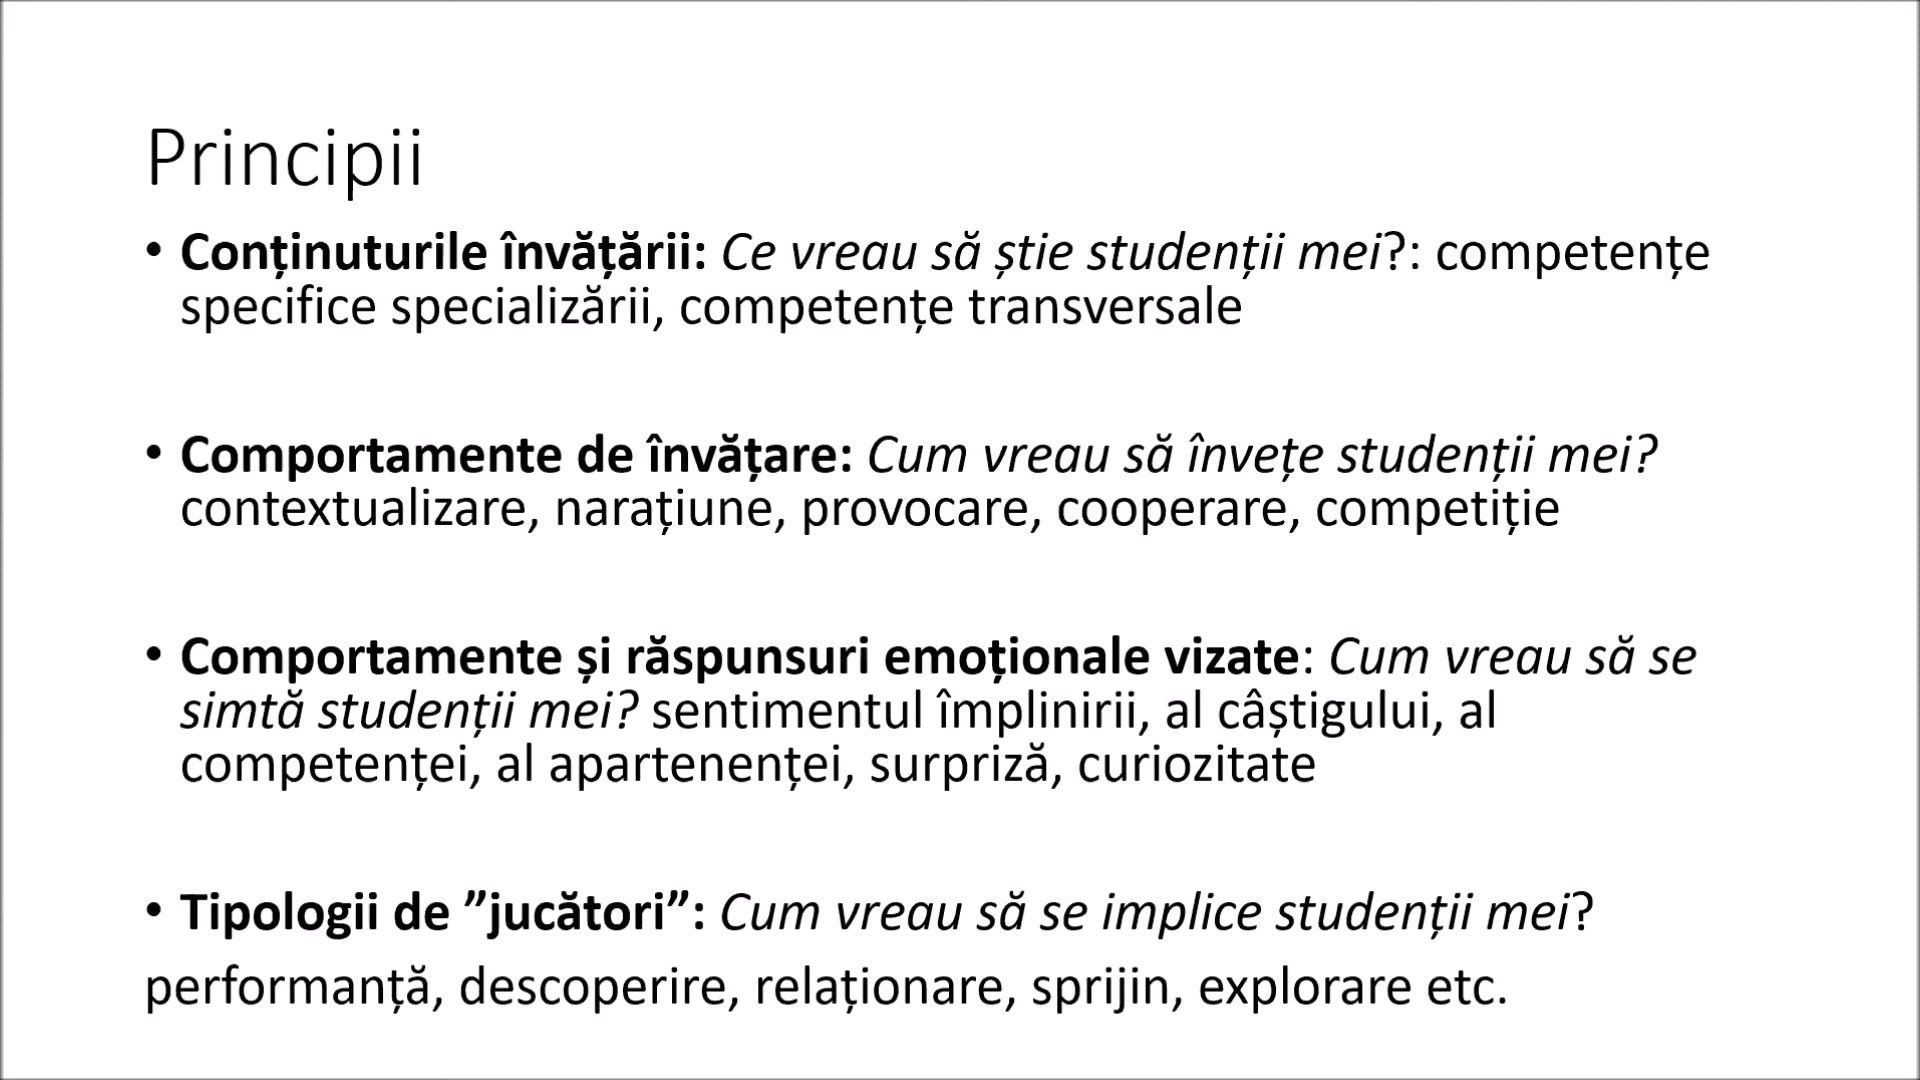 Principii
• Conținuturile învățării: Ce vreau să știe studenții mei?: competențe
specifice specializării, competențe transversale
• Comportamente de învățare: Cum vreau să învețe studenții mei?
contextualizare, narațiune, provocare, cooperare, competiție
• Comportamente și răspunsuri emoționale vizate: Cum vreau să se
simtă studenții mei? sentimentul împlinirii, al câștigului, al
competenței, al apartenenței, surpriză, curiozitate
• Tipologii de ”jucători”: Cum vreau să se implice studenții mei?
performanță, descoperire, relaționare, sprijin, explorare etc.